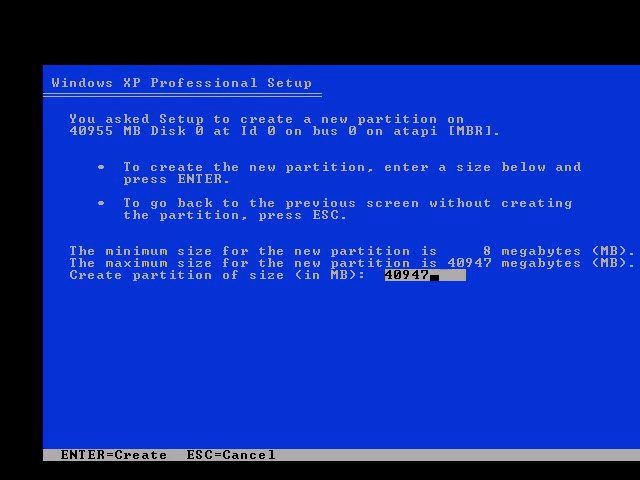 Windows XP Professional Setup
You asked Setup to create a new partition on
40955 MB Disk 0 at Id 0 on bus 0 on atapi [MBR].
• To create the new partition, enter a size below and
press ENTER.
• To go back to the previous screen without creating
the partition, press ESC.
The minimum size for the new partition is 8 megabytes (MB).
The maximum size for the new partition is 40947 megabytes (MB).
Create partition of size (in MB): 40947
ENTER=Create ESC=Cancel